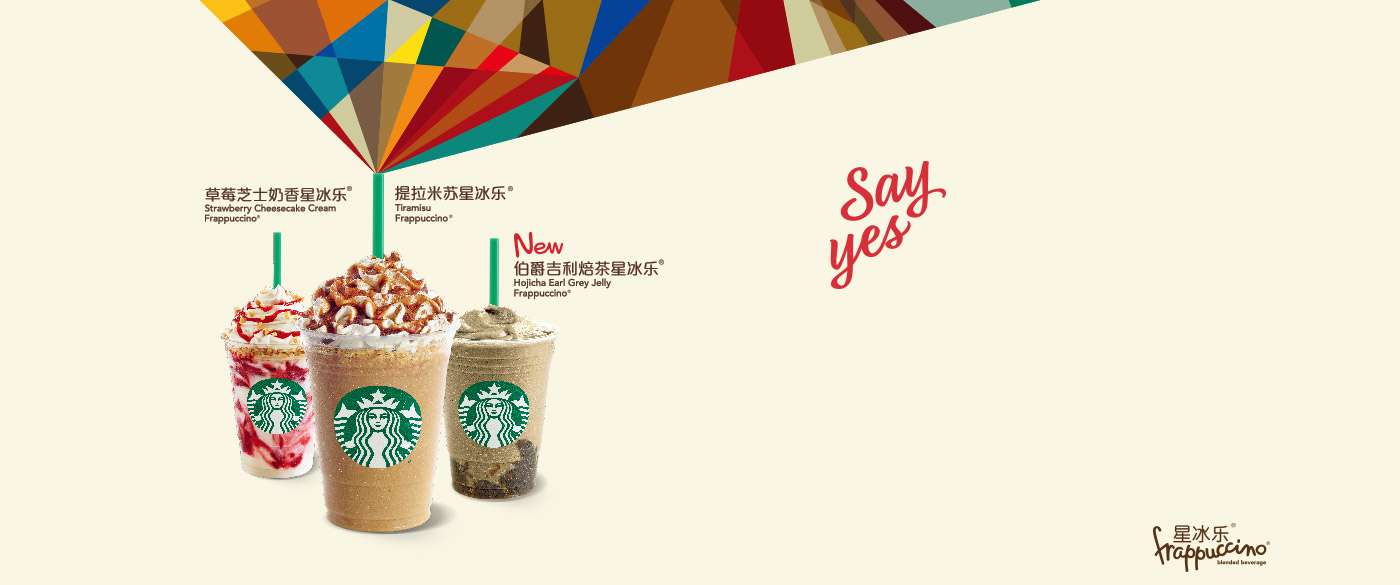 草莓芝士奶香星冰乐®
Strawberry Cheesecake Cream
Frappuccino®
提拉米苏星冰乐®
Tiramisu
Frappuccino®
New
伯爵吉利焙茶星冰乐®
Hojicha Earl Grey Jelly
Frappuccino®
Say
yes
星冰乐®
frappuccino®
blended beverage